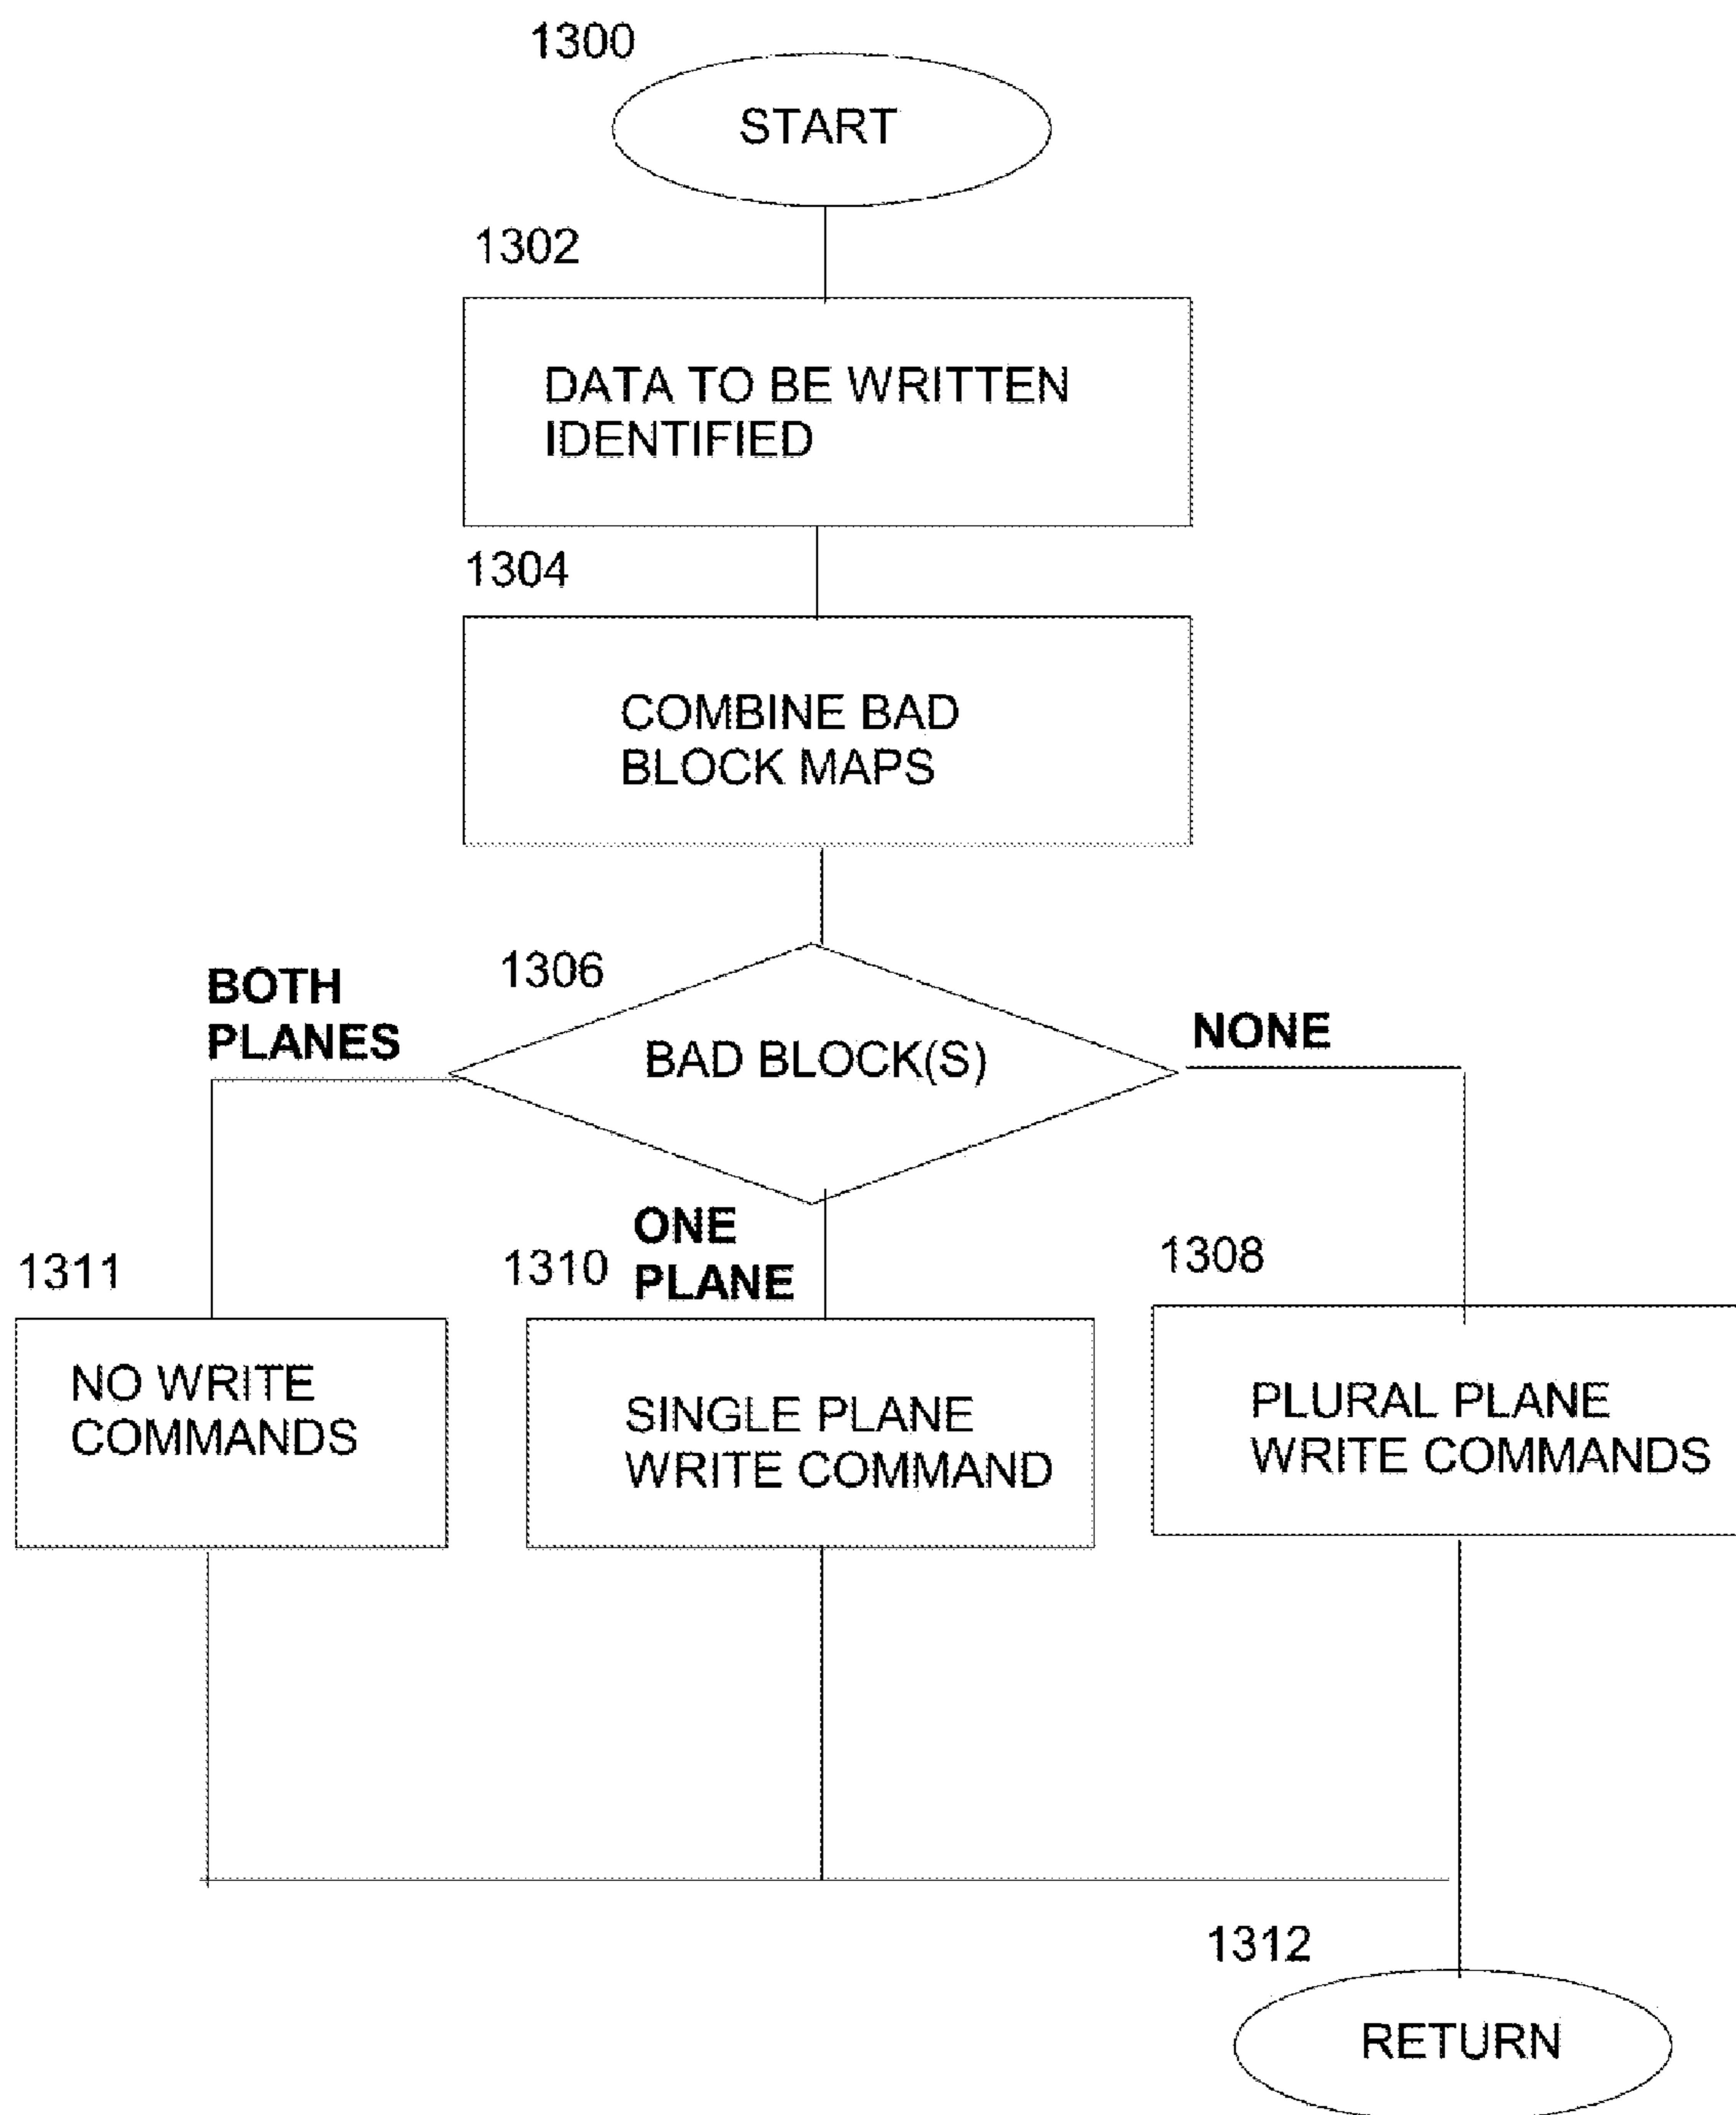 1300
START
1302
DATA TO BE WRITTEN
IDENTIFIED
1304
COMBINE BAD
BLOCK MAPS
1306
BAD BLOCK(S)
BOTH
PLANES
NONE
ONE
PLANE
1311
NO WRITE
COMMANDS
1310
SINGLE PLANE
WRITE COMMAND
1308
PLURAL PLANE
WRITE COMMANDS
1312
RETURN